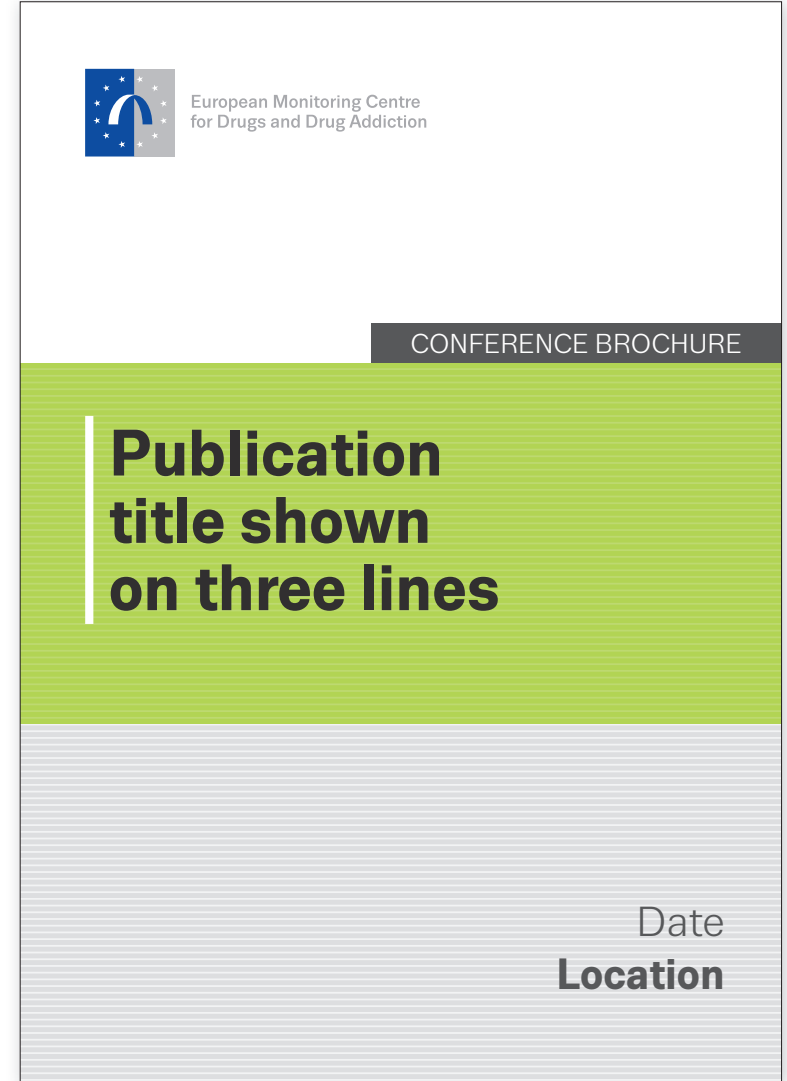 European Monitoring Centre
for Drugs and Drug Addiction
CONFERENCE BROCHURE
Publication
title shown
on three lines
Date
Location